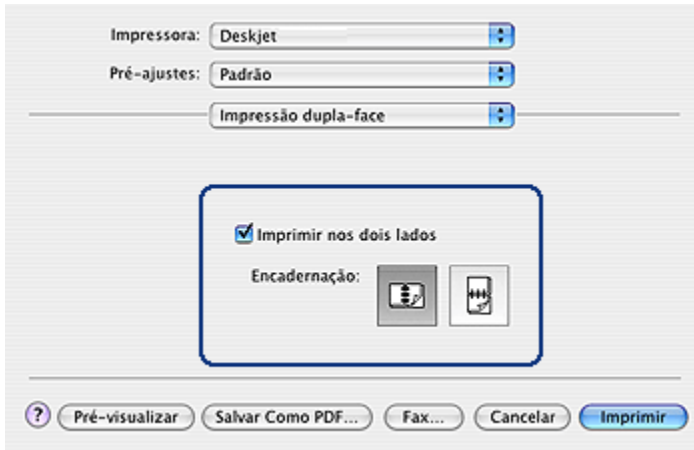 Impressora: Deskjet
Pré-ajustes: Padrão
Impressão dupla-face
Imprimir nos dois lados
Encadernação:
? Pré-visualizar Salvar Como PDF... Fax... Cancelar Imprimir